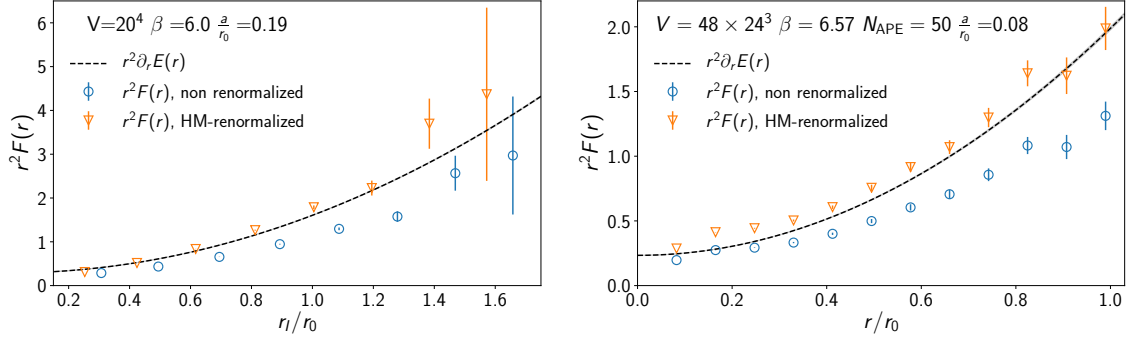 V=20⁴ β=6.0 a/r₀=0.19
r²∂ᵣE(r)
r²F(r), non renormalized
r²F(r), HM-renormalized
r²F(r)
6
5
4
3
2
1
0
0.2 0.4 0.6 0.8 1.0 1.2 1.4 1.6
r_I/r₀
V = 48 × 24³ β = 6.57 N_APE = 50 a/r₀=0.08
r²∂ᵣE(r)
r²F(r), non renormalized
r²F(r), HM-renormalized
r²F(r)
2.0
1.5
1.0
0.5
0.0
0.0 0.2 0.4 0.6 0.8 1.0
r/r₀